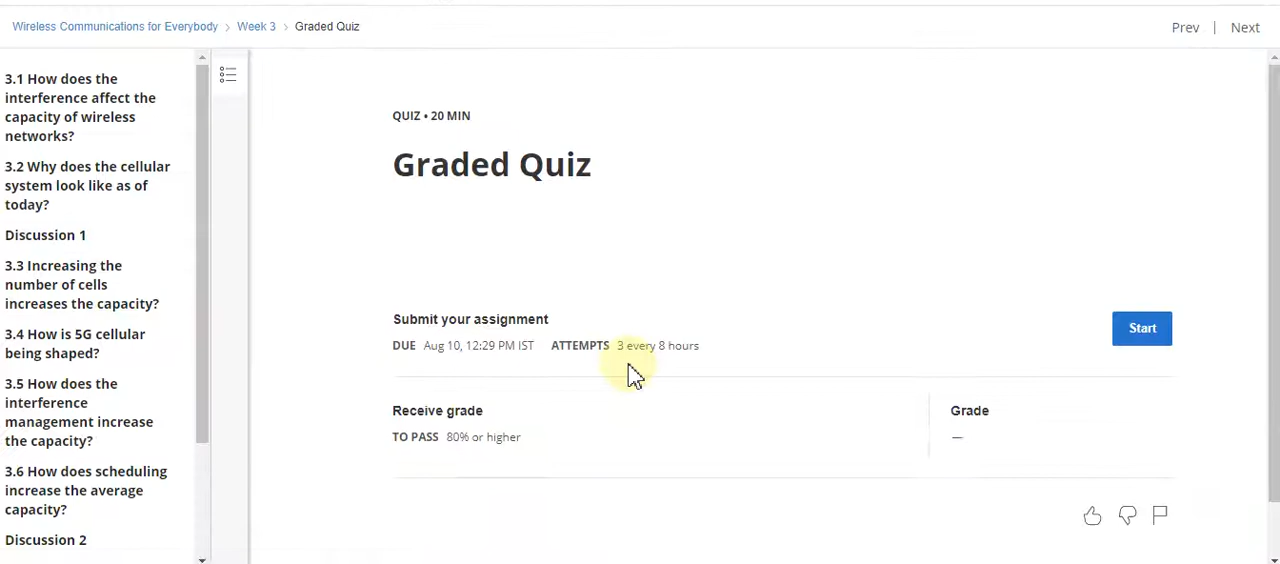 Wireless Communications for Everybody > Week 3 > Graded Quiz
Prev | Next
3.1 How does the
interference affect the
capacity of wireless
networks?
3.2 Why does the cellular
system look like as of
today?
Discussion 1
3.3 Increasing the
number of cells
increases the capacity?
3.4 How is 5G cellular
being shaped?
3.5 How does the
interference
management increase
the capacity?
3.6 How does scheduling
increase the average
capacity?
Discussion 2
QUIZ • 20 MIN
Graded Quiz
Submit your assignment
DUE Aug 10, 12:29 PM IST ATTEMPTS 3 every 8 hours
Start
Receive grade
TO PASS 80% or higher
Grade
—